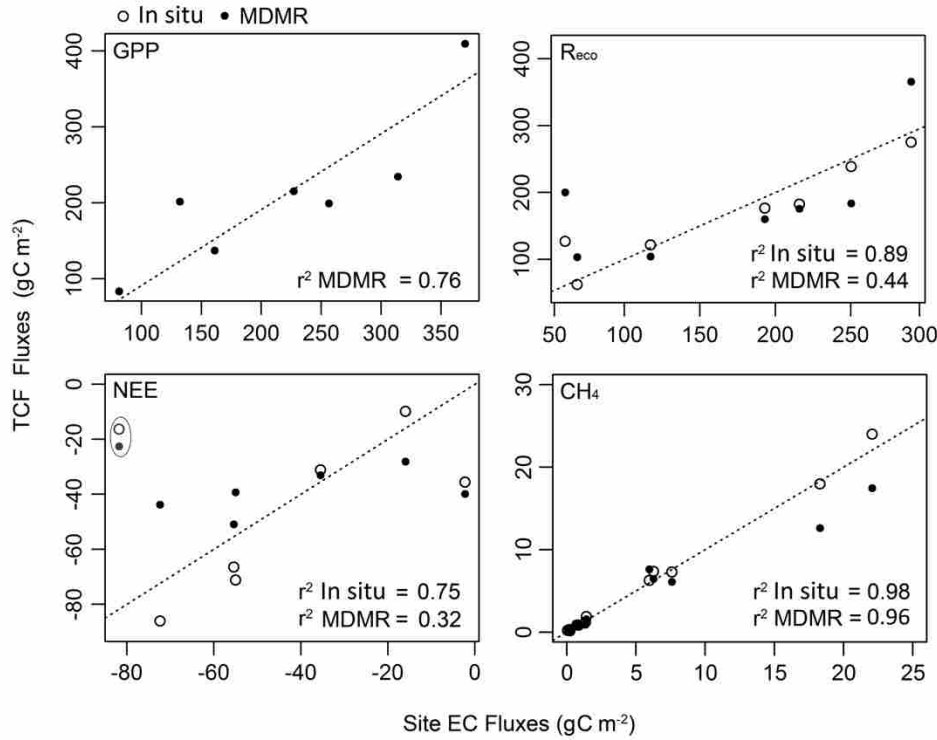 ○ In situ ● MDMR
GPP
400
300
200
100
100 150 200 250 300 350
r² MDMR = 0.76
Reco
400
300
200
100
50 100 150 200 250 300
r² In situ = 0.89
r² MDMR = 0.44
NEE
0
-20
-40
-60
-80
-80 -60 -40 -20 0
r² In situ = 0.75
r² MDMR = 0.32
CH₄
30
20
10
0
0 5 10 15 20 25
r² In situ = 0.98
r² MDMR = 0.96
TCF Fluxes (gC m⁻²)
Site EC Fluxes (gC m⁻²)